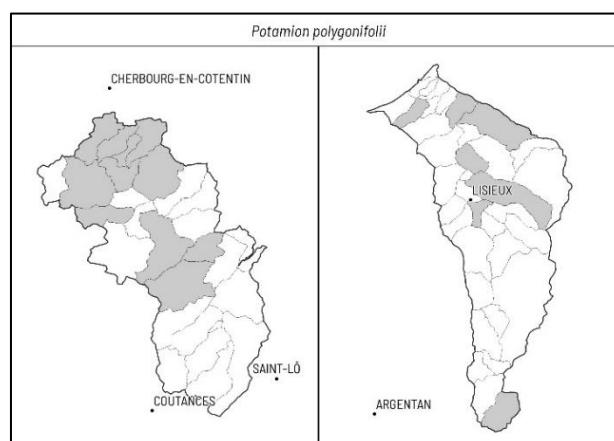 Potamion polygonifolii
CHERBOURG-EN-COTENTIN
SAINT-LÔ
COUTANCES
LISIEUX
ARGENTAN